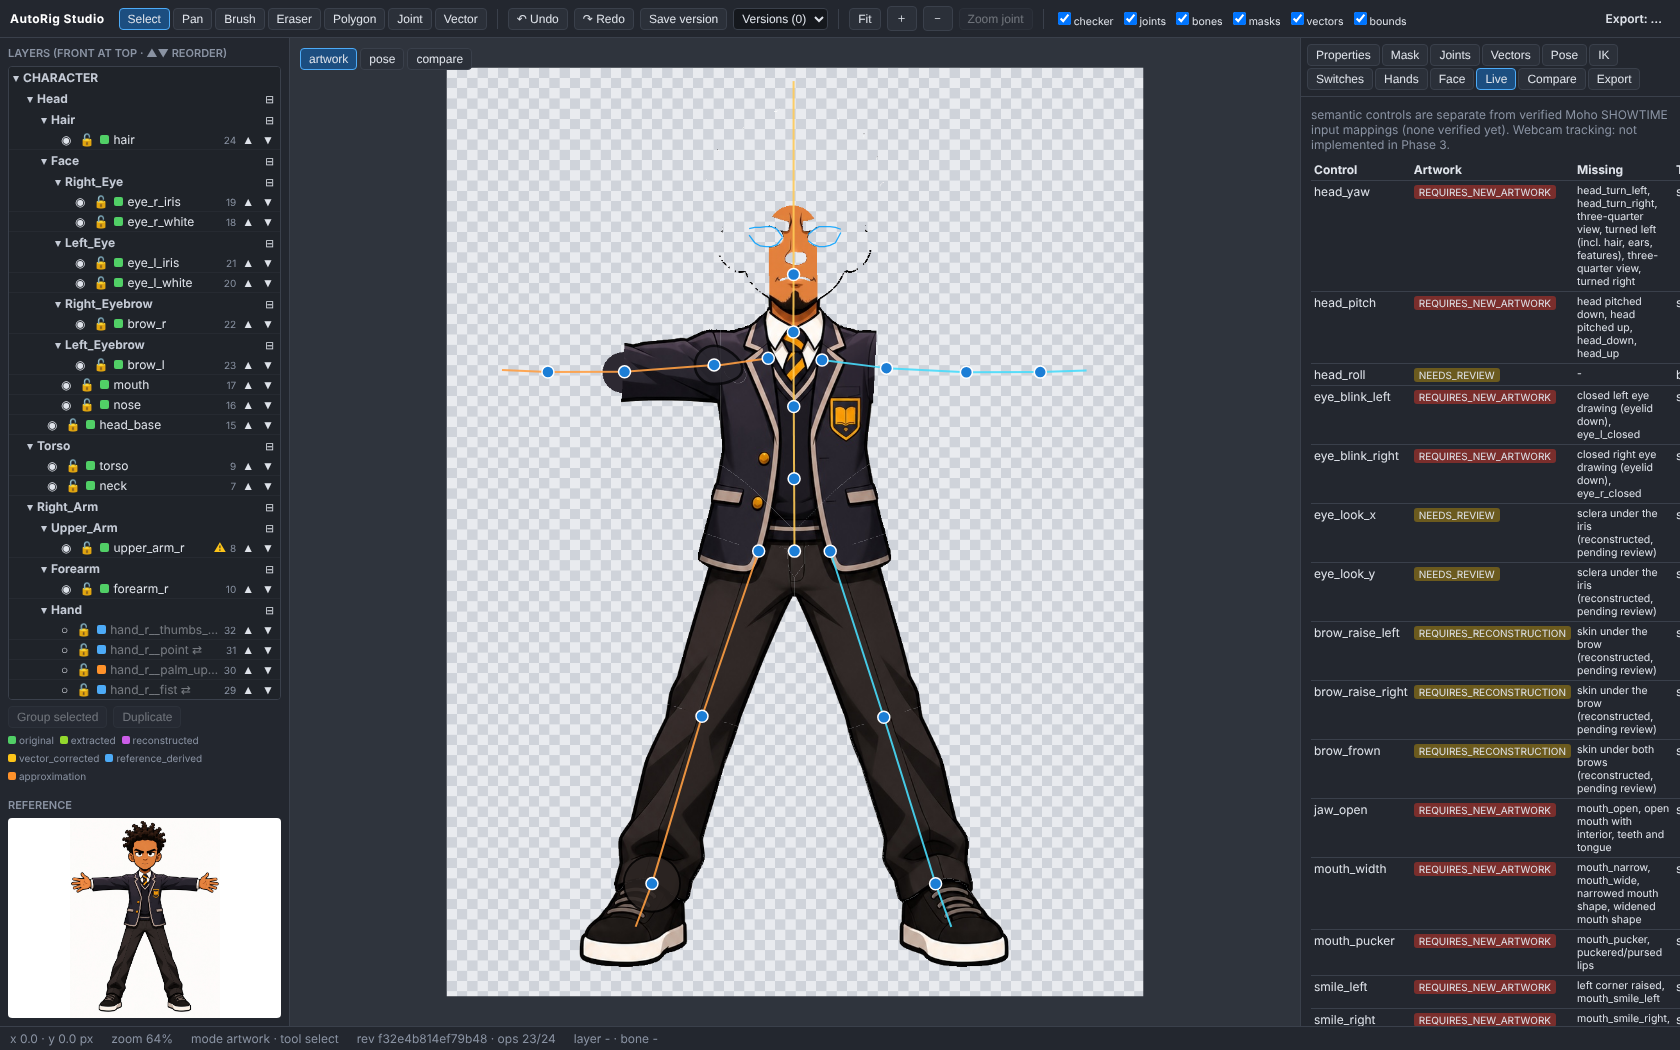 AutoRig Studio Select Pan Brush Eraser Polygon Joint Vector ↶ Undo ↷ Redo Save version Versions (0) Fit + − Zoom joint checker joints bones masks vectors bounds Export: ...
LAYERS (FRONT AT TOP · ▲▼ REORDER)
▾ CHARACTER
▾ Head
▾ Hair
hair 24 ▲ ▼
▾ Face
▾ Right_Eye
eye_r_iris 19 ▲ ▼
eye_r_white 18 ▲ ▼
▾ Left_Eye
eye_l_iris 21 ▲ ▼
eye_l_white 20 ▲ ▼
▾ Right_Eyebrow
brow_r 22 ▲ ▼
▾ Left_Eyebrow
brow_l 23 ▲ ▼
mouth 17 ▲ ▼
nose 16 ▲ ▼
head_base 15 ▲ ▼
▾ Torso
torso 9 ▲ ▼
neck 7 ▲ ▼
▾ Right_Arm
▾ Upper_Arm
upper_arm_r 8 ▲ ▼
▾ Forearm
forearm_r 10 ▲ ▼
▾ Hand
hand_r__thumbs_... 32 ▲ ▼
hand_r__point ⇄ 31 ▲ ▼
hand_r__palm_up... 30 ▲ ▼
hand_r__fist ⇄ 29 ▲ ▼
Group selected Duplicate
original extracted reconstructed
vector_corrected reference_derived
approximation
REFERENCE
artwork pose compare
Properties Mask Joints Vectors Pose IK
Switches Hands Face Live Compare Export
semantic controls are separate from verified Moho SHOWTIME
input mappings (none verified yet). Webcam tracking: not
implemented in Phase 3.
Control Artwork Missing
head_yaw REQUIRES_NEW_ARTWORK head_turn_left,
head_turn_right,
three-quarter
view, turned left
(incl. hair, ears,
features), three-
quarter view,
turned right
head_pitch REQUIRES_NEW_ARTWORK head pitched
down, head
pitched up,
head_down,
head_up
head_roll NEEDS_REVIEW -
eye_blink_left REQUIRES_NEW_ARTWORK closed left eye
drawing (eyelid
down),
eye_l_closed
eye_blink_right REQUIRES_NEW_ARTWORK closed right eye
drawing (eyelid
down),
eye_r_closed
eye_look_x NEEDS_REVIEW sclera under the
iris
(reconstructed,
pending review)
eye_look_y NEEDS_REVIEW sclera under the
iris
(reconstructed,
pending review)
brow_raise_left REQUIRES_RECONSTRUCTION skin under the
brow
(reconstructed,
pending review)
brow_raise_right REQUIRES_RECONSTRUCTION skin under the
brow
(reconstructed,
pending review)
brow_frown REQUIRES_RECONSTRUCTION skin under both
brows
(reconstructed,
pending review)
jaw_open REQUIRES_NEW_ARTWORK mouth_open, open
mouth with
interior, teeth and
tongue
mouth_width REQUIRES_NEW_ARTWORK mouth_narrow,
mouth_wide,
narrowed mouth
shape, widened
mouth shape
mouth_pucker REQUIRES_NEW_ARTWORK mouth_pucker,
puckered/pursed
lips
smile_left REQUIRES_NEW_ARTWORK left corner raised,
mouth_smile_left
smile_right REQUIRES_NEW_ARTWORK mouth_smile_right,
x 0.0 · y 0.0 px zoom 64% mode artwork · tool select rev f32e4b814ef79b48 · ops 23/24 layer - · bone -